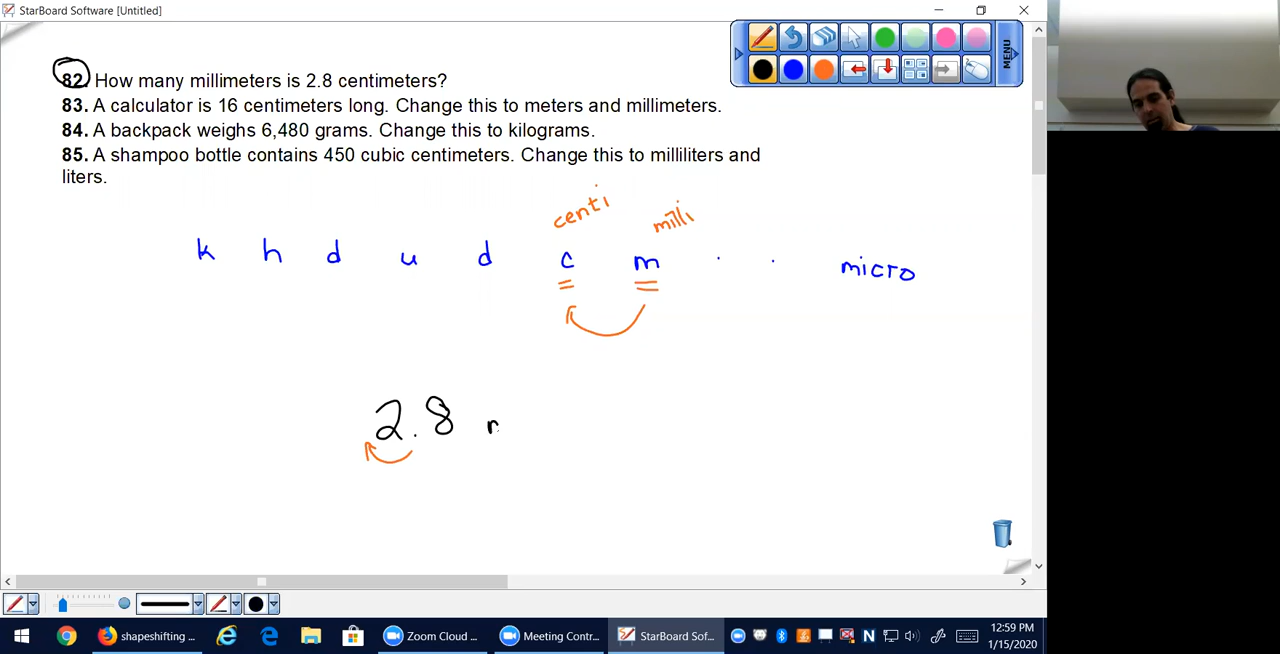 StarBoard Software [Untitled]
MENU
82. How many millimeters is 2.8 centimeters?
83. A calculator is 16 centimeters long. Change this to meters and millimeters.
84. A backpack weighs 6,480 grams. Change this to kilograms.
85. A shampoo bottle contains 450 cubic centimeters. Change this to milliliters and
liters.
centi milli
k h d u d c m . . micro
2.8
shapeshifting ... Zoom Cloud ... Meeting Contr... StarBoard Sof... N 12:59 PM
1/15/2020